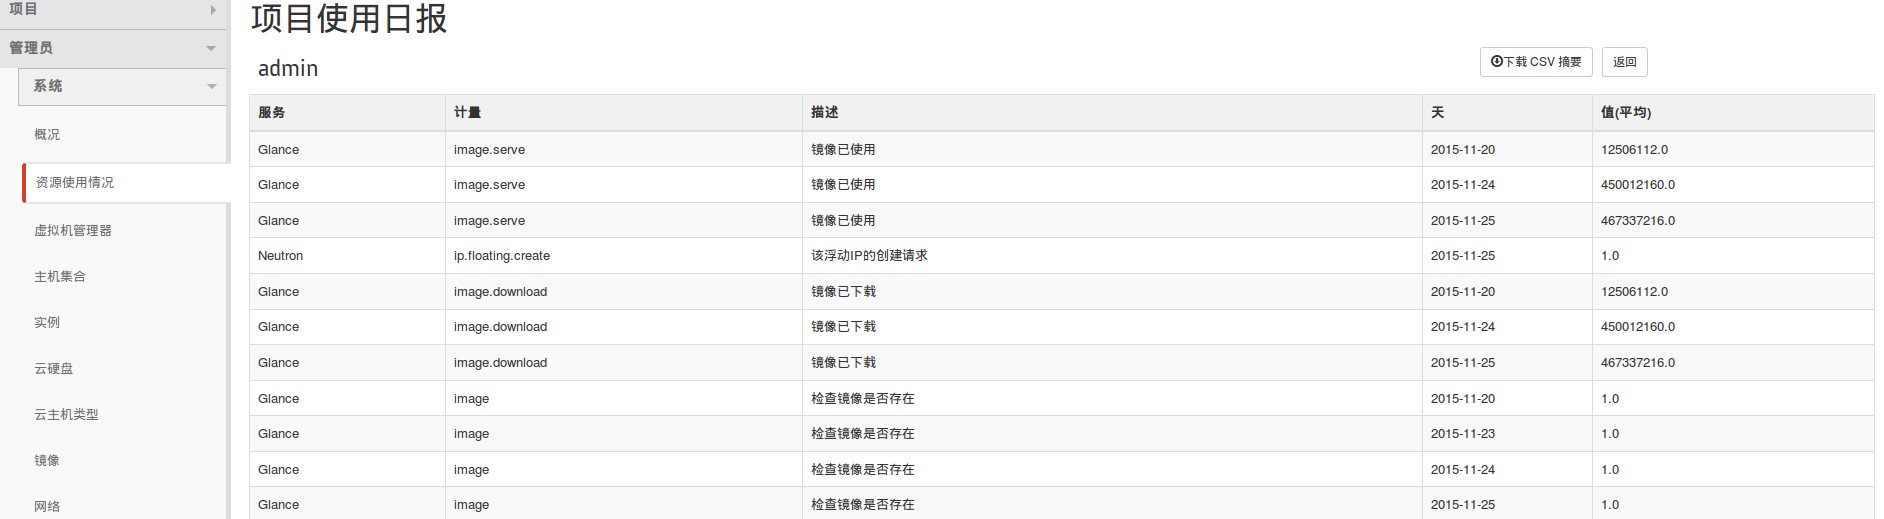 项目
管理员
系统
概况
资源使用情况
虚拟机管理器
主机集合
实例
云硬盘
云主机类型
镜像
网络
项目使用日报
admin
下载 CSV 摘要 返回
服务 计量 描述 天 值(平均)
Glance image.serve 镜像已使用 2015-11-20 12506112.0
Glance image.serve 镜像已使用 2015-11-24 450012160.0
Glance image.serve 镜像已使用 2015-11-25 467337216.0
Neutron ip.floating.create 该浮动IP的创建请求 2015-11-25 1.0
Glance image.download 镜像已下载 2015-11-20 12506112.0
Glance image.download 镜像已下载 2015-11-24 450012160.0
Glance image.download 镜像已下载 2015-11-25 467337216.0
Glance image 检查镜像是否存在 2015-11-20 1.0
Glance image 检查镜像是否存在 2015-11-23 1.0
Glance image 检查镜像是否存在 2015-11-24 1.0
Glance image 检查镜像是否存在 2015-11-25 1.0